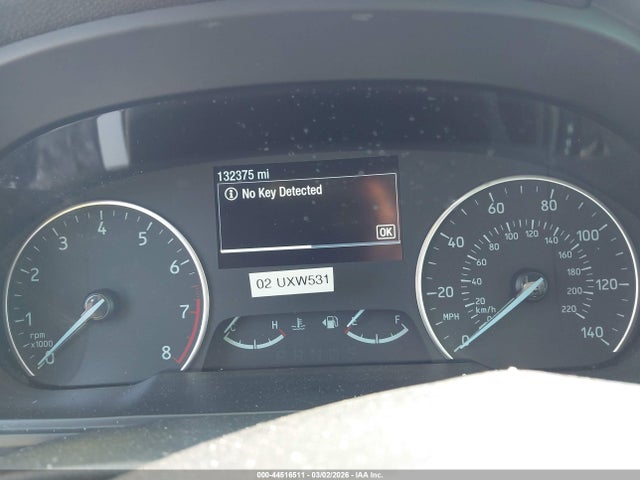 132375 mi
ⓘ No Key Detected
OK
02 UXW531
0 1 2 3 4 5 6 7 8
rpm
x1000
C H
E F
0 20 40 60 80 100 120 140
MPH
0 20 40 60 80 100 120 140 160 180 200 220
km/h
000-44516511 - 03/02/2026 - IAA Inc.